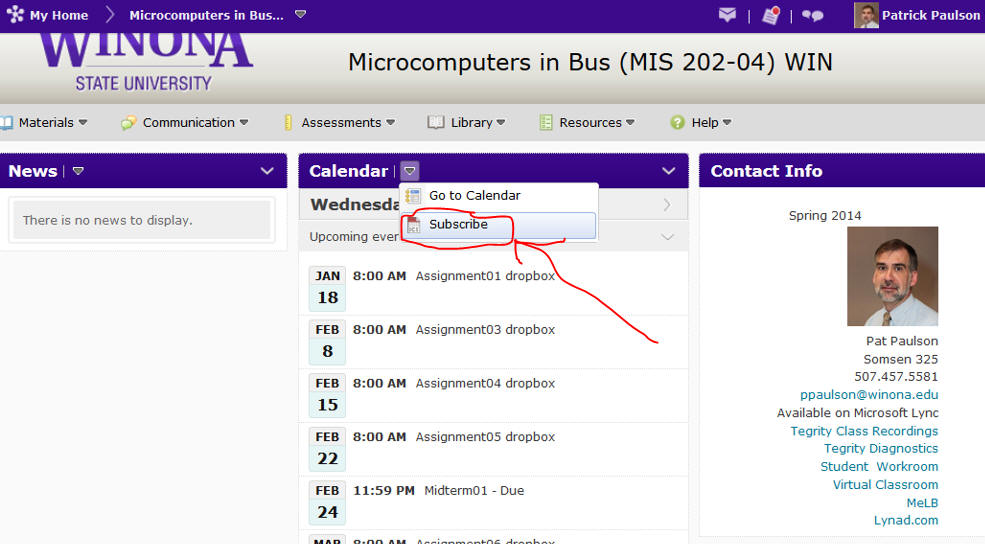 My Home
Microcomputers in Bus...
Patrick Paulson
WINONA
STATE UNIVERSITY
Microcomputers in Bus (MIS 202-04) WIN
Materials
Communication
Assessments
Library
Resources
Help
News
There is no news to display.
Calendar
Go to Calendar
Wednesda
Subscribe
Upcoming ever
JAN
18
8:00 AM Assignment01 dropbox
FEB
8
8:00 AM Assignment03 dropbox
FEB
15
8:00 AM Assignment04 dropbox
FEB
22
8:00 AM Assignment05 dropbox
FEB
24
11:59 PM Midterm01 - Due
MAR
8:00 AM Assignment06 dropbox
Contact Info
Spring 2014
Pat Paulson
Somsen 325
507.457.5581
ppaulson@winona.edu
Available on Microsoft Lync
Tegrity Class Recordings
Tegrity Diagnostics
Student Workroom
Virtual Classroom
MeLB
Lynad.com